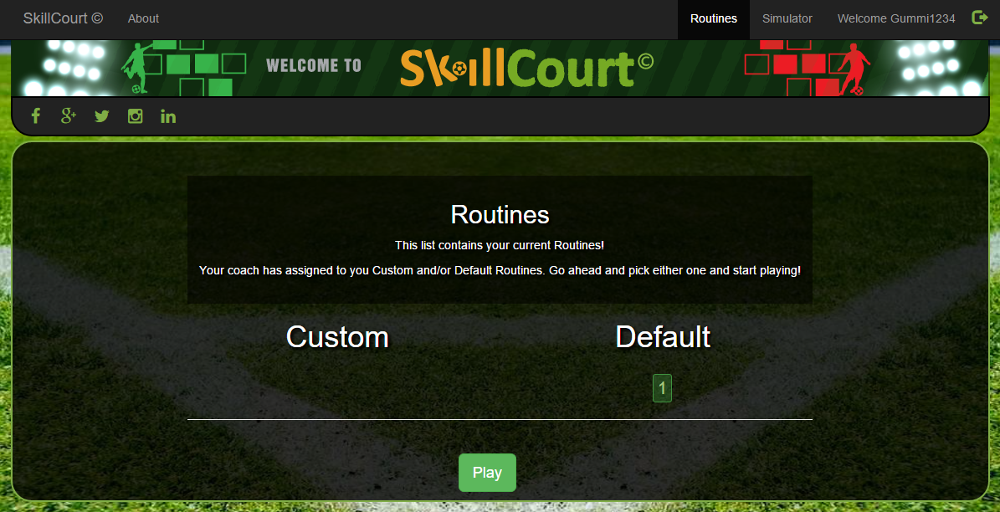 SkillCourt © About Routines Simulator Welcome Gummi1234
WELCOME TO SkillCourt©
Routines
This list contains your current Routines!
Your coach has assigned to you Custom and/or Default Routines. Go ahead and pick either one and start playing!
Custom Default
1
Play